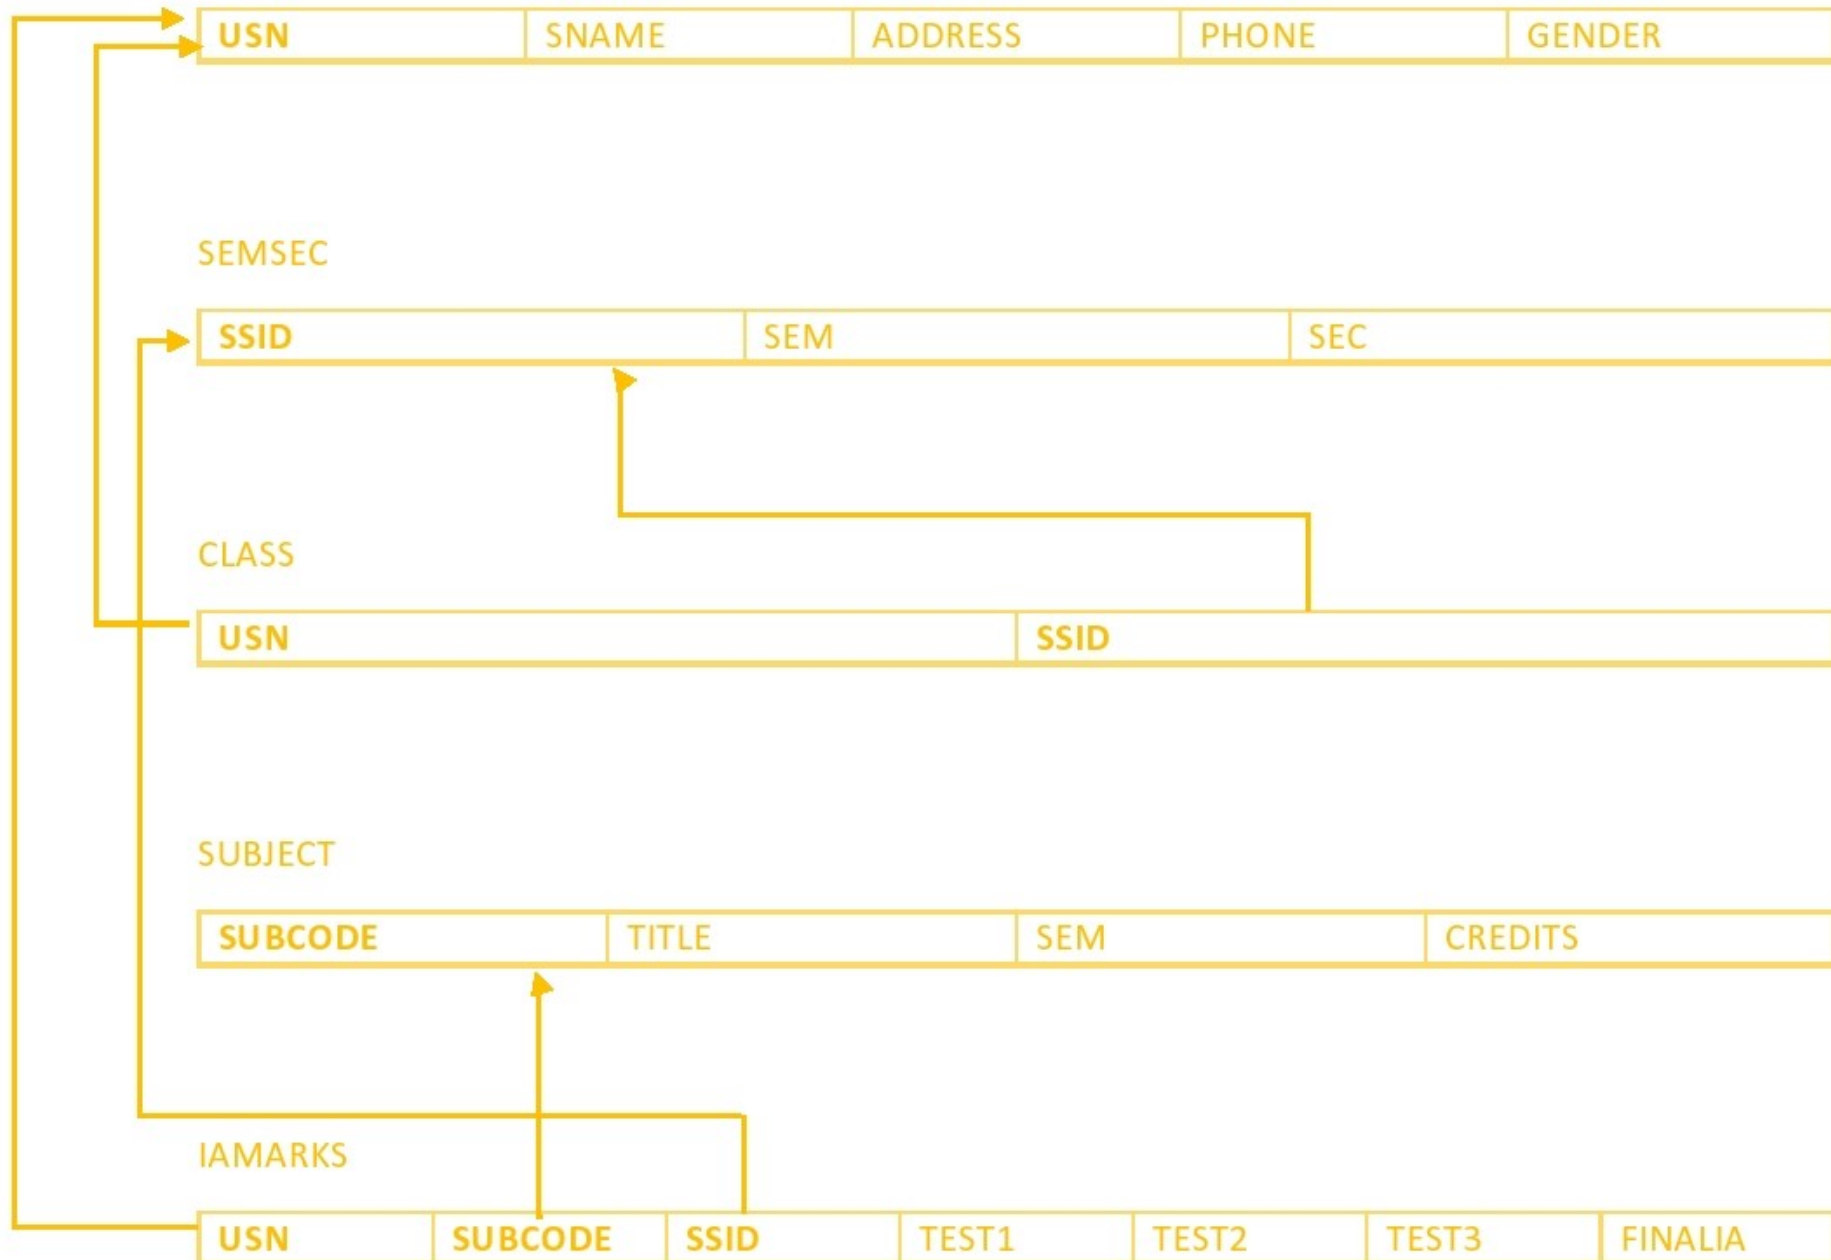 USN SNAME ADDRESS PHONE GENDER
SEMSEC
SSID SEM SEC
CLASS
USN SSID
SUBJECT
SUBCODE TITLE SEM CREDITS
IAMARKS
USN SUBCODE SSID TEST1 TEST2 TEST3 FINALIA